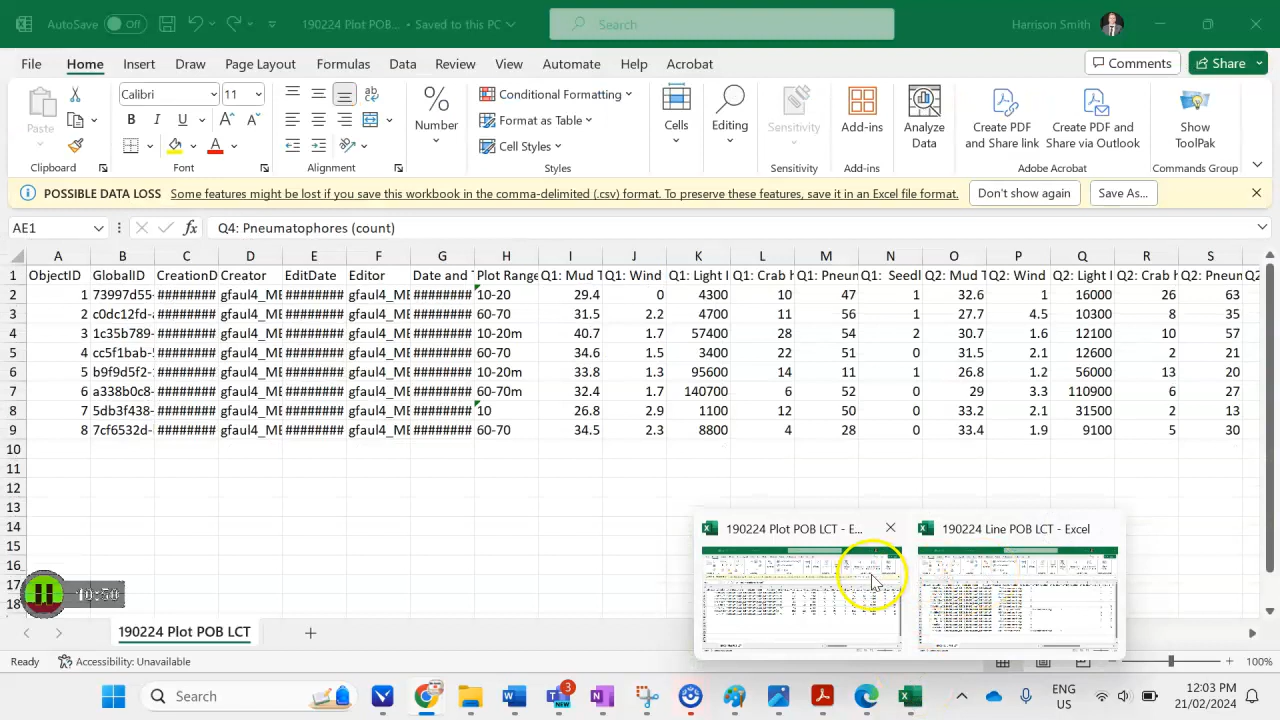 AutoSave Off 190224 Plot POB... • Saved to this PC Search Harrison Smith
File Home Insert Draw Page Layout Formulas Data Review View Automate Help Acrobat Comments Share
Paste Calibri 11 Number Conditional Formatting Format as Table Cell Styles Cells Editing Sensitivity Add-ins Analyze Data Create PDF and Share link Create PDF and Share via Outlook Show ToolPak
Clipboard Font Alignment Styles Sensitivity Add-ins Adobe Acrobat Commands Group
POSSIBLE DATA LOSS Some features might be lost if you save this workbook in the comma-delimited (.csv) format. To preserve these features, save it in an Excel file format. Don't show again Save As...
AE1 fx Q4: Pneumatophores (count)
A B C D E F G H I J K L M N O P Q R S
1 ObjectID GlobalID CreationD Creator EditDate Editor Date and T Plot Range Q1: Mud T Q1: Wind Q1: Light I Q1: Crab h Q1: Pneum Q1: Seedl Q2: Mud T Q2: Wind Q2: Light I Q2: Crab h Q2: Pneum Q2
2 1 73997d55- ######## gfaul4_ME ######## gfaul4_ME ######## 10-20 29.4 0 4300 10 47 1 32.6 1 16000 26 63
3 2 c0dc12fd- ######## gfaul4_ME ######## gfaul4_ME ######## 60-70 31.5 2.2 4700 11 56 1 27.7 4.5 10300 8 35
4 3 1c35b789- ######## gfaul4_ME ######## gfaul4_ME ######## 10-20m 40.7 1.7 57400 28 54 2 30.7 1.6 12100 10 57
5 4 cc5f1bab- ######## gfaul4_ME ######## gfaul4_ME ######## 60-70 34.6 1.5 3400 22 51 0 31.5 2.1 12600 2 21
6 5 b9f9d5f2- ######## gfaul4_ME ######## gfaul4_ME ######## 10-20m 33.8 1.3 95600 14 11 1 26.8 1.2 56000 13 20
7 6 a338b0c8- ######## gfaul4_ME ######## gfaul4_ME ######## 60-70m 32.4 1.7 140700 6 52 0 29 3.3 110900 6 27
8 7 5db3f438- ######## gfaul4_ME ######## gfaul4_ME ######## 10 26.8 2.9 1100 12 50 0 33.2 2.1 31500 2 13
9 8 7cf6532d- ######## gfaul4_ME ######## gfaul4_ME ######## 60-70 34.5 2.3 8800 4 28 0 33.4 1.9 9100 5 30
10
11
12
13
14 190224 Plot POB LCT - E... 190224 Line POB LCT - Excel
15
16
17
18
190224 Plot POB LCT
Ready Accessibility: Unavailable 100%
Search 3 ENG US 12:03 PM 21/02/2024